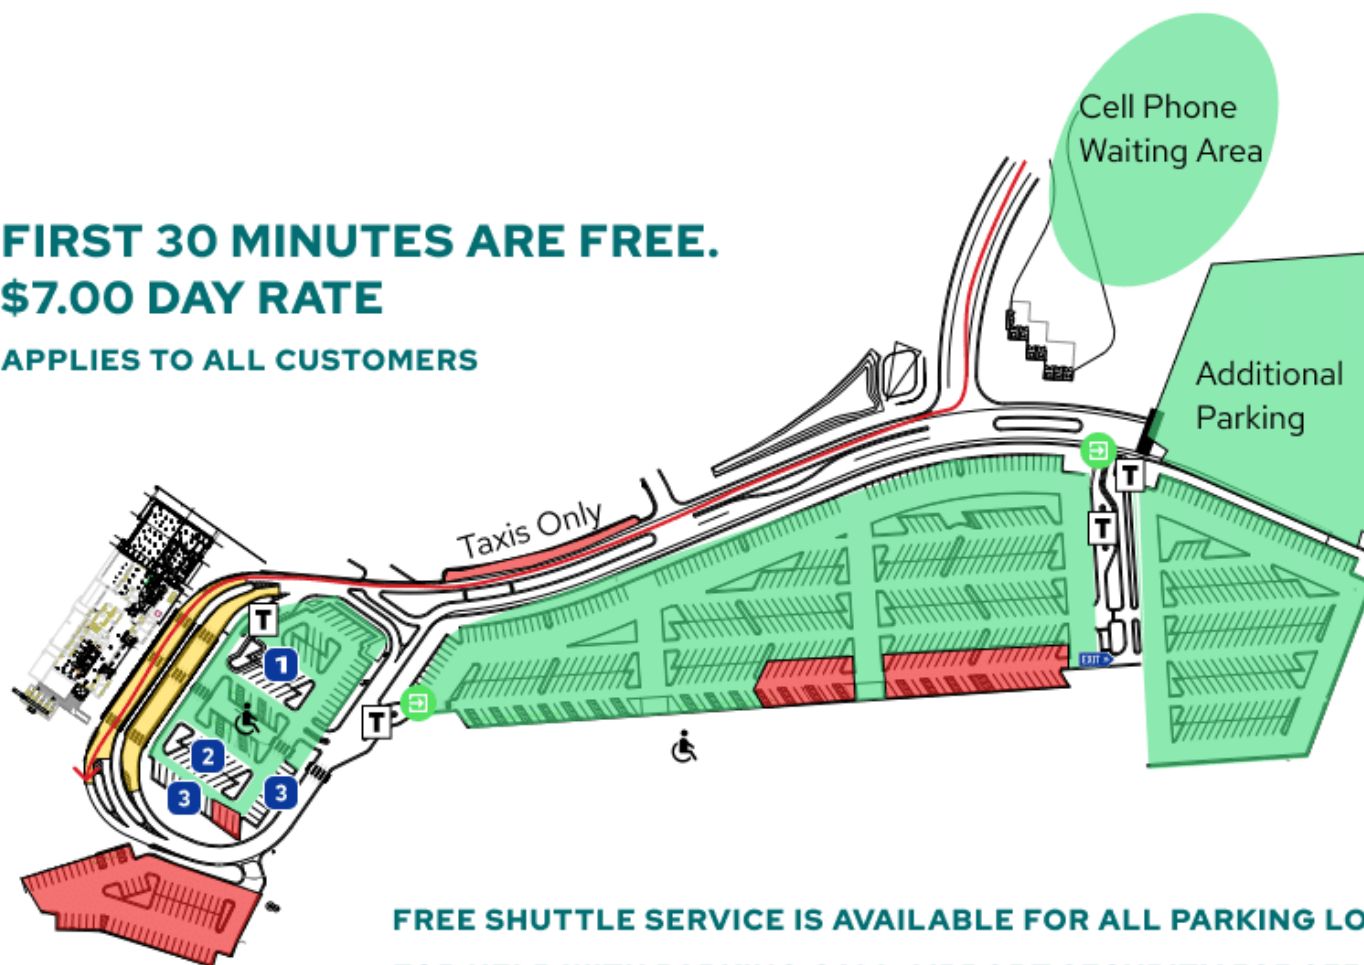 Cell Phone
Waiting Area
FIRST 30 MINUTES ARE FREE.
$7.00 DAY RATE
APPLIES TO ALL CUSTOMERS
Additional
Parking
Taxis Only
T
T
T
1
EXIT
T
2
3
3
FREE SHUTTLE SERVICE IS AVAILABLE FOR ALL PARKING LO